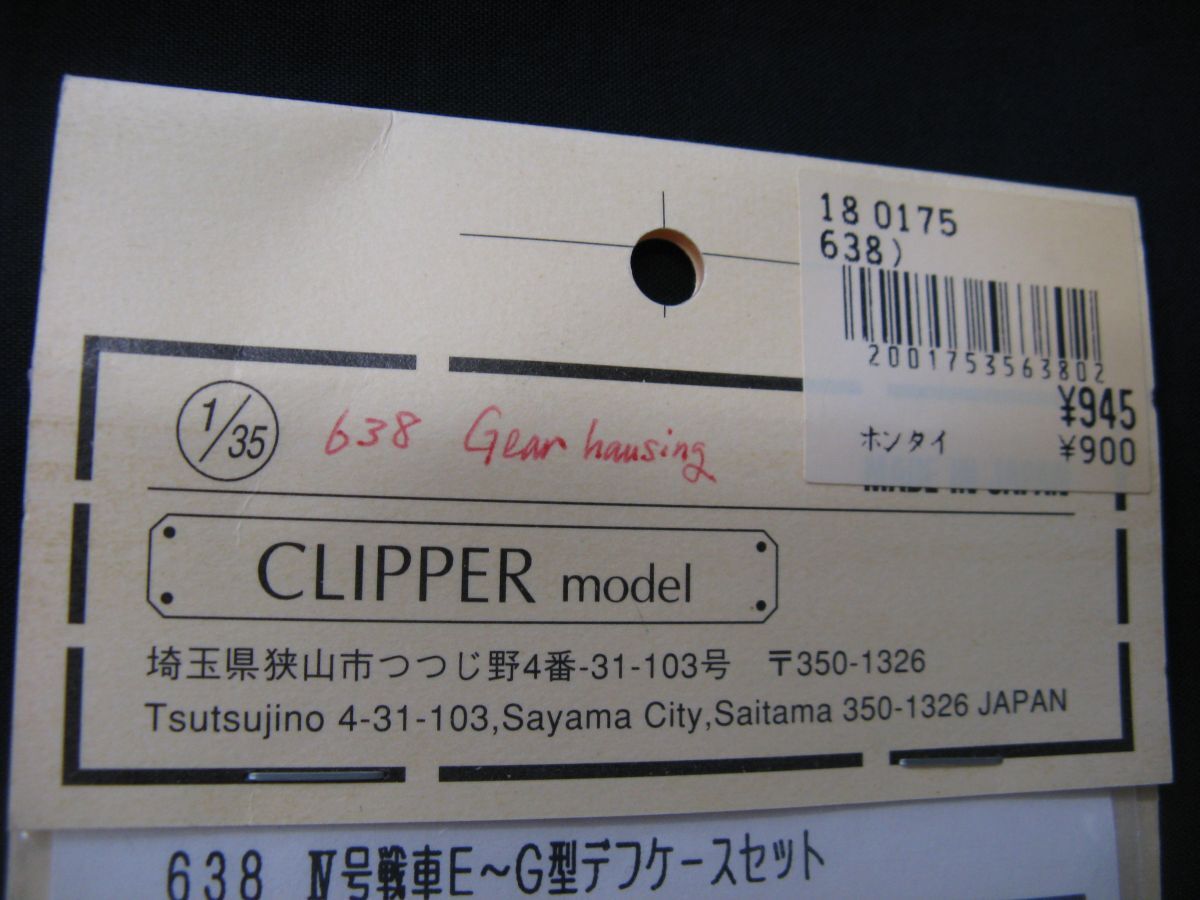 18 0175
638)
2001753563802
¥945
ホンタイ ¥900
1/35 638 Gear hausing
MADE IN JAPAN
CLIPPER model
埼玉県狭山市つつじ野4番-31-103号 〒350-1326
Tsutsujino 4-31-103,Sayama City,Saitama 350-1326 JAPAN
638 Ⅳ号戦車E～G型デフケースセット